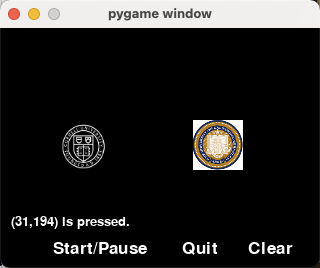 pygame window
(31,194) is pressed.
Start/Pause Quit Clear